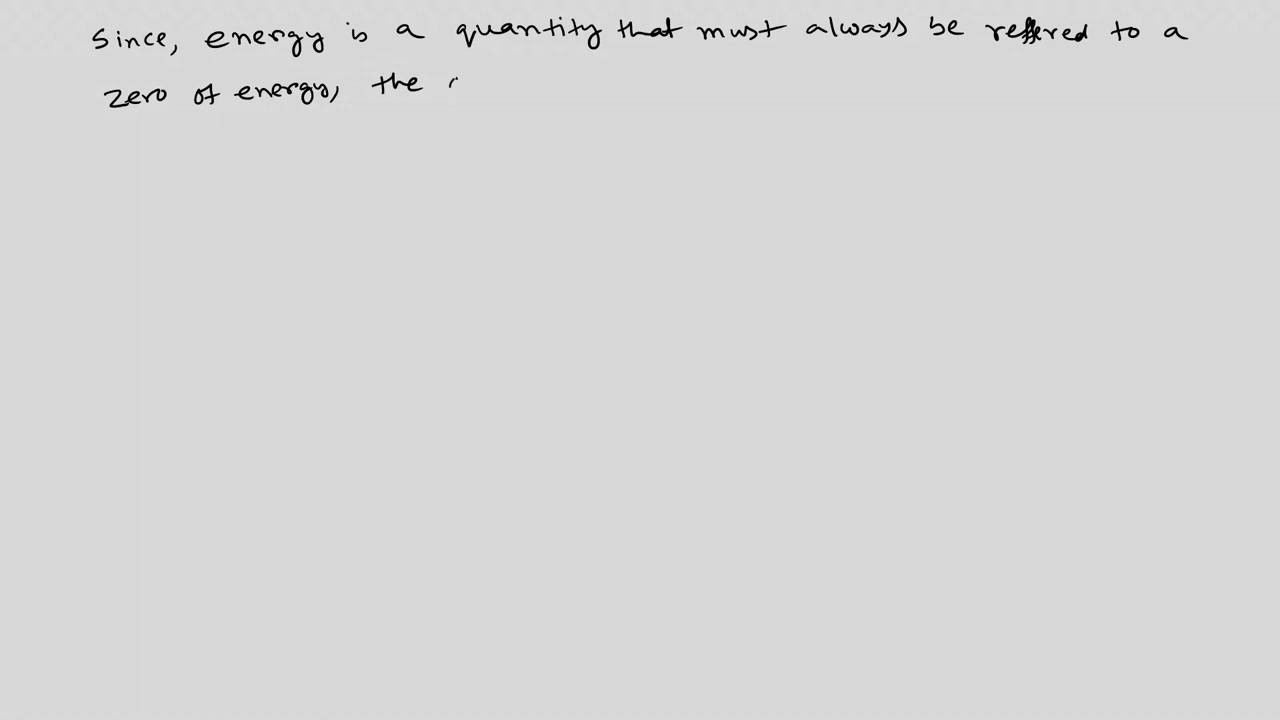 Since, energy is a quantity that must always be reffered to a
zero of energy, the